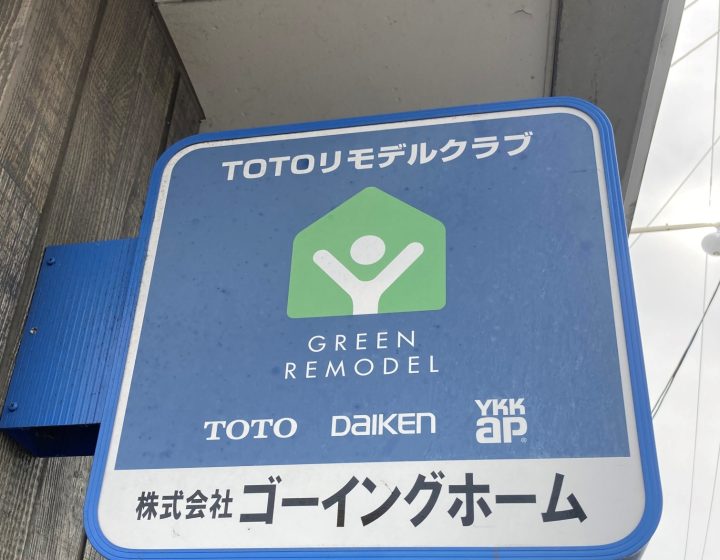 TOTOリモデルクラブ
GREEN
REMODEL
TOTO DAIKEN YKK ap®
株式会社 ゴーイングホーム